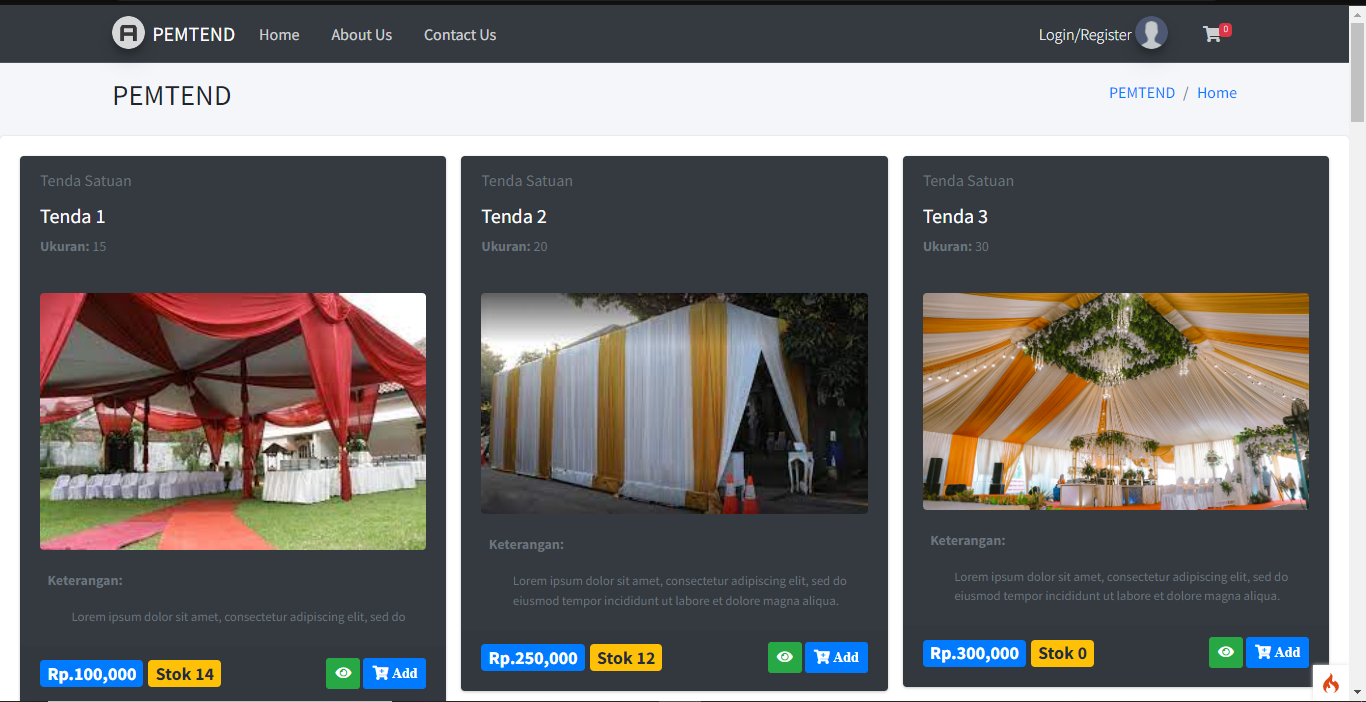 PEMTEND Home About Us Contact Us Login/Register 0
PEMTEND
PEMTEND / Home
Tenda Satuan
Tenda 1
Ukuran: 15
Keterangan:
Lorem ipsum dolor sit amet, consectetur adipiscing elit, sed do
Rp.100,000 Stok 14 Add
Tenda Satuan
Tenda 2
Ukuran: 20
Keterangan:
Lorem ipsum dolor sit amet, consectetur adipiscing elit, sed do
eiusmod tempor incididunt ut labore et dolore magna aliqua.
Rp.250,000 Stok 12 Add
Tenda Satuan
Tenda 3
Ukuran: 30
Keterangan:
Lorem ipsum dolor sit amet, consectetur adipiscing elit, sed do
eiusmod tempor incididunt ut labore et dolore magna aliqua.
Rp.300,000 Stok 0 Add